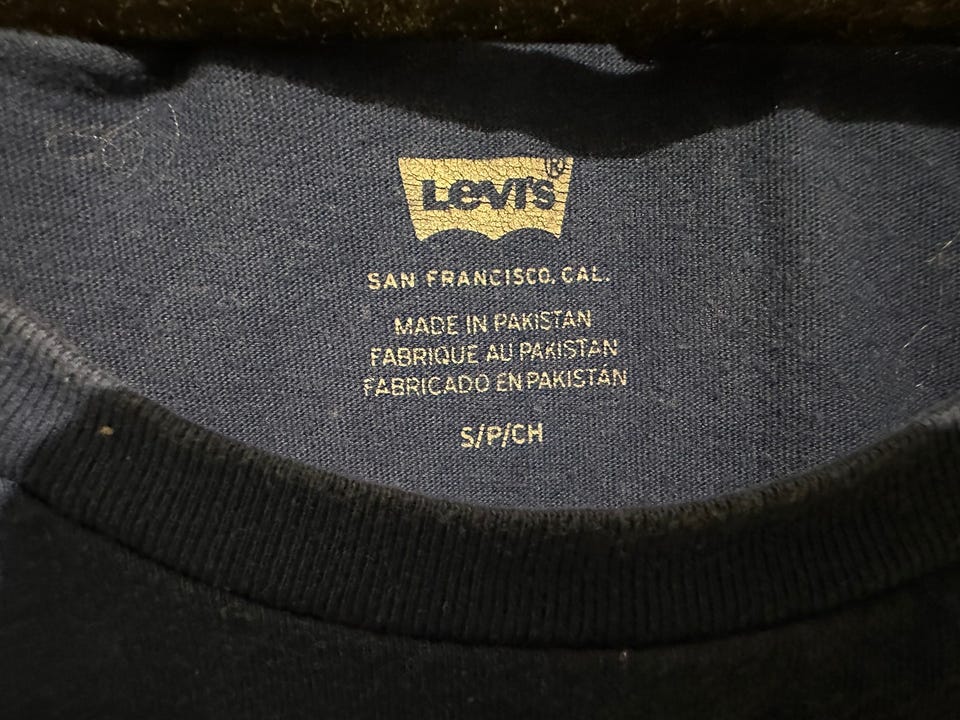 Levi's®
SAN FRANCISCO, CAL.
MADE IN PAKISTAN
FABRIQUE AU PAKISTAN
FABRICADO EN PAKISTAN
S/P/CH